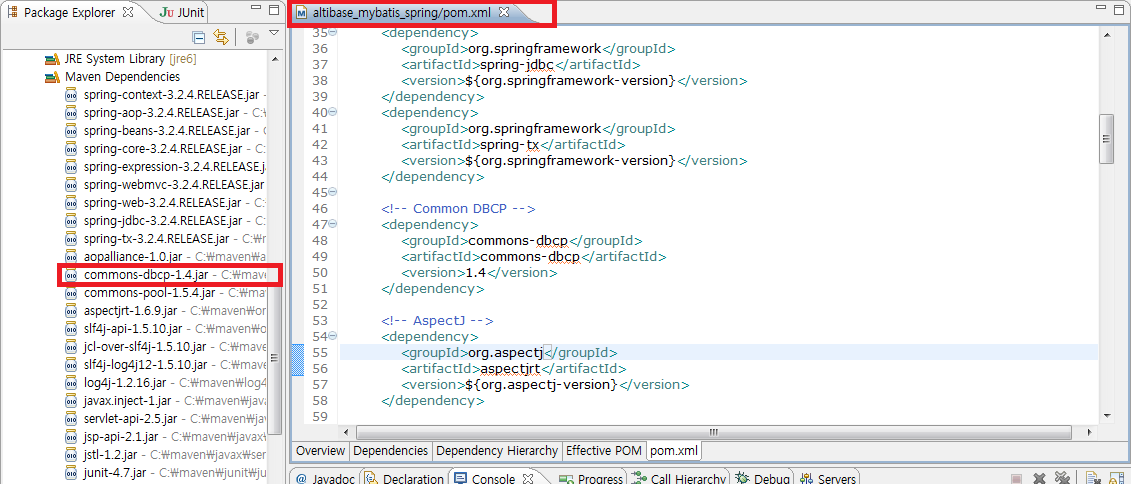 Package Explorer
JUnit
altibase_mybatis_spring/pom.xml
JRE System Library [jre6]
Maven Dependencies
spring-context-3.2.4.RELEASE.jar -
spring-aop-3.2.4.RELEASE.jar - C:₩
spring-beans-3.2.4.RELEASE.jar -
spring-core-3.2.4.RELEASE.jar - C:
spring-expression-3.2.4.RELEASE.jar
spring-webmvc-3.2.4.RELEASE.jar
spring-web-3.2.4.RELEASE.jar - C:₩
spring-jdbc-3.2.4.RELEASE.jar - C:
spring-tx-3.2.4.RELEASE.jar - C:₩
aopalliance-1.0.jar - C:₩maven₩a
commons-dbcp-1.4.jar - C:₩mave
commons-pool-1.5.4.jar - C:₩ma
aspectjrt-1.6.9.jar - C:₩maven₩o
slf4j-api-1.5.10.jar - C:₩maven₩
jcl-over-slf4j-1.5.10.jar - C:₩ma
slf4j-log4j12-1.5.10.jar - C:₩ma
log4j-1.2.16.jar - C:₩maven₩log4
javax.inject-1.jar - C:₩maven₩ja
servlet-api-2.5.jar - C:₩maven₩j
jsp-api-2.1.jar - C:₩maven₩javax
jstl-1.2.jar - C:₩maven₩javax₩ser
junit-4.7.jar - C:₩maven₩junit₩ju
35 <dependency>
36 <groupId>org.springframework</groupId>
37 <artifactId>spring-jdbc</artifactId>
38 <version>${org.springframework-version}</version>
39 </dependency>
40 <dependency>
41 <groupId>org.springframework</groupId>
42 <artifactId>spring-tx</artifactId>
43 <version>${org.springframework-version}</version>
44 </dependency>
45
46 <!-- Common DBCP -->
47 <dependency>
48 <groupId>commons-dbcp</groupId>
49 <artifactId>commons-dbcp</artifactId>
50 <version>1.4</version>
51 </dependency>
52
53 <!-- AspectJ -->
54 <dependency>
55 <groupId>org.aspectj</groupId>
56 <artifactId>aspectjrt</artifactId>
57 <version>${org.aspectj-version}</version>
58 </dependency>
59
Overview Dependencies Dependency Hierarchy Effective POM pom.xml
@ Javadoc Declaration Console Progress Call Hierarchy Debug Servers